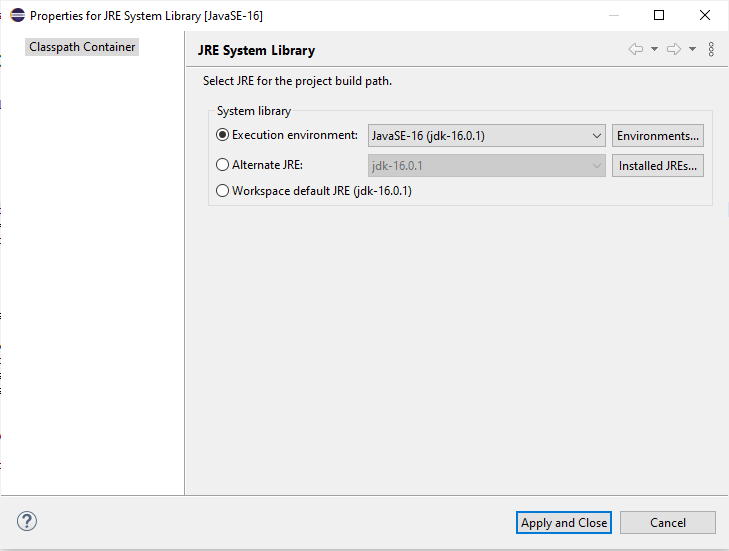 Properties for JRE System Library [JavaSE-16]
Classpath Container
JRE System Library
Select JRE for the project build path.
System library
Execution environment: JavaSE-16 (jdk-16.0.1) Environments...
Alternate JRE: jdk-16.0.1 Installed JREs...
Workspace default JRE (jdk-16.0.1)
Apply and Close Cancel